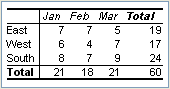 Jan Feb Mar Total
East 7 7 5 19
West 6 4 7 17
South 8 7 9 24
Total 21 18 21 60